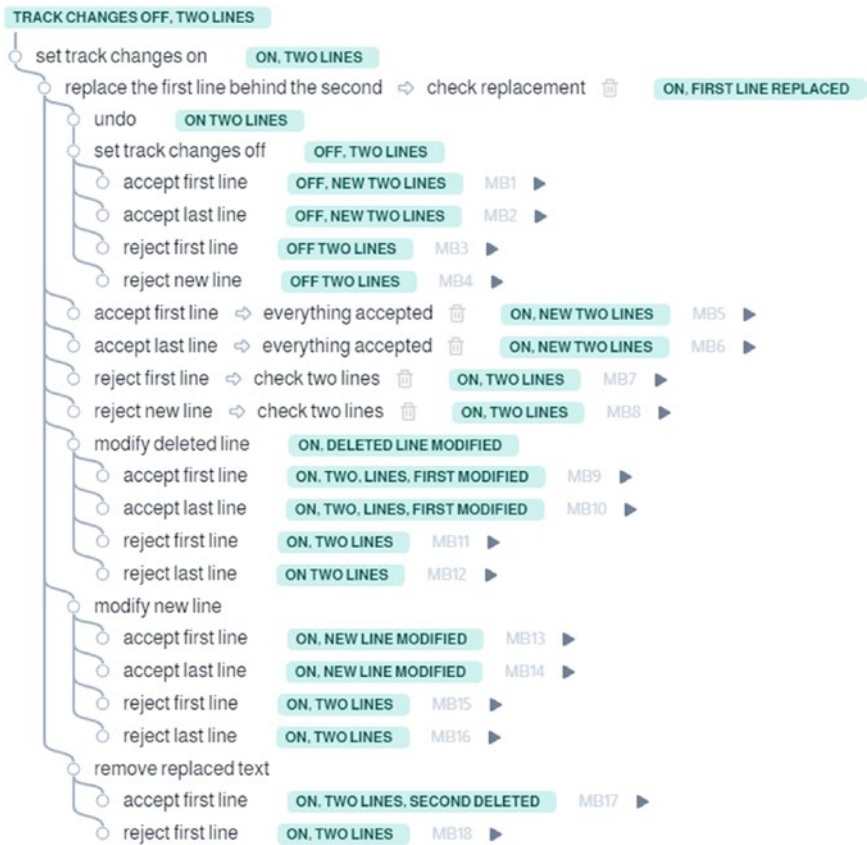 TRACK CHANGES OFF, TWO LINES
set track changes on ON, TWO LINES
replace the first line behind the second ⇨ check replacement ON, FIRST LINE REPLACED
undo ON TWO LINES
set track changes off OFF, TWO LINES
accept first line OFF, NEW TWO LINES MB1
accept last line OFF, NEW TWO LINES MB2
reject first line OFF TWO LINES MB3
reject new line OFF TWO LINES MB4
accept first line ⇨ everything accepted ON, NEW TWO LINES MB5
accept last line ⇨ everything accepted ON, NEW TWO LINES MB6
reject first line ⇨ check two lines ON, TWO LINES MB7
reject new line ⇨ check two lines ON, TWO LINES MB8
modify deleted line ON, DELETED LINE MODIFIED
accept first line ON, TWO, LINES, FIRST MODIFIED MB9
accept last line ON, TWO, LINES, FIRST MODIFIED MB10
reject first line ON, TWO LINES MB11
reject last line ON TWO LINES MB12
modify new line
accept first line ON, NEW LINE MODIFIED MB13
accept last line ON, NEW LINE MODIFIED MB14
reject first line ON, TWO LINES MB15
reject last line ON, TWO LINES MB16
remove replaced text
accept first line ON, TWO LINES, SECOND DELETED MB17
reject first line ON, TWO LINES MB18